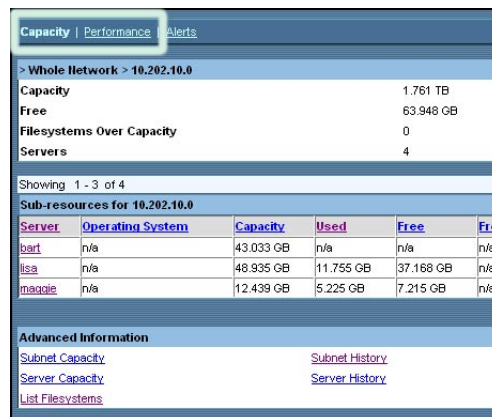 Capacity | Performance | Alerts
> Whole Network > 10.202.10.0
Capacity 1.761 TB
Free 63.948 GB
Filesystems Over Capacity 0
Servers 4
Showing 1 - 3 of 4
Sub-resources for 10.202.10.0
Server Operating System Capacity Used Free
bart n/a 43.033 GB n/a n/a n/a
lisa n/a 48.935 GB 11.755 GB 37.168 GB n/a
maggie n/a 12.439 GB 5.225 GB 7.215 GB n/a
Advanced Information
Subnet Capacity Subnet History
Server Capacity Server History
List Filesystems